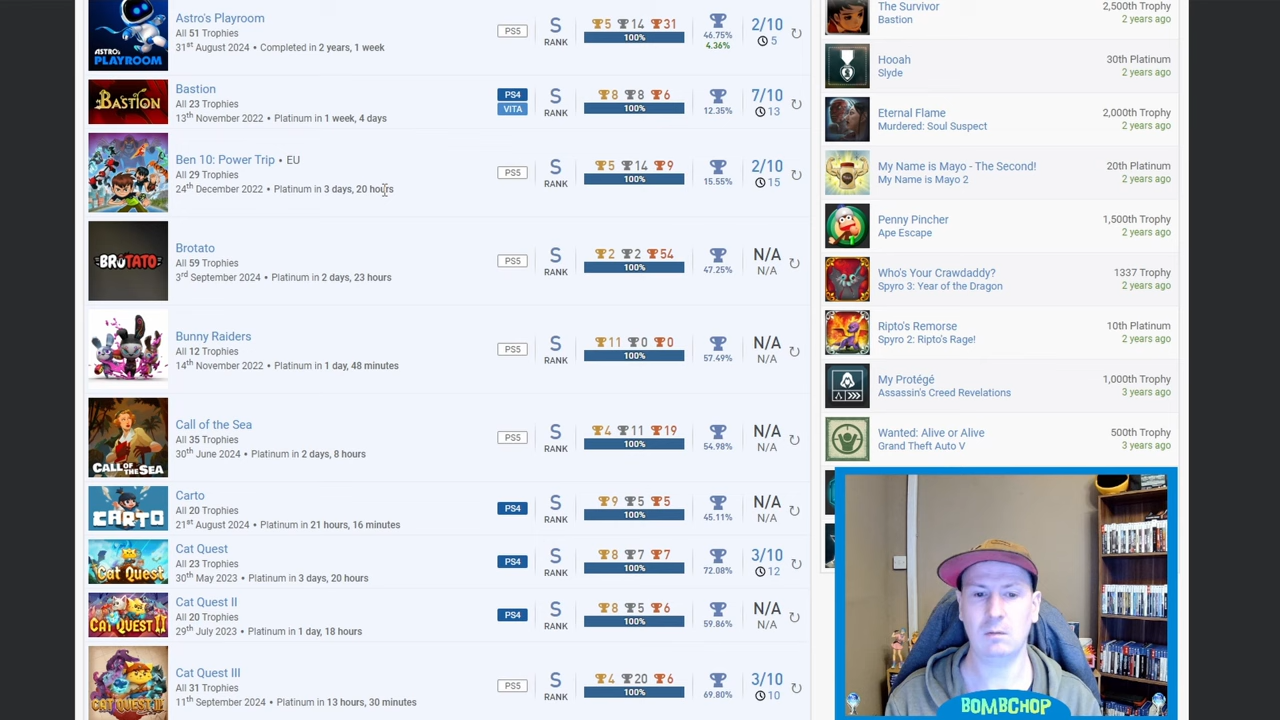 Astro's Playroom
All 51 Trophies
31st August 2024 • Completed in 2 years, 1 week
ASTRO's PLAYROOM
PS5
S RANK
5 14 31
100%
46.75%
4.36%
2/10
5
Bastion
All 23 Trophies
13th November 2022 • Platinum in 1 week, 4 days
BASTION
PS4
VITA
S RANK
8 8 6
100%
12.35%
7/10
13
Ben 10: Power Trip • EU
All 29 Trophies
24th December 2022 • Platinum in 3 days, 20 hours
PS5
S RANK
5 14 9
100%
15.55%
2/10
15
Brotato
All 59 Trophies
3rd September 2024 • Platinum in 2 days, 23 hours
BROTATO
PS5
S RANK
2 2 54
100%
47.25%
N/A
N/A
Bunny Raiders
All 12 Trophies
14th November 2022 • Platinum in 1 day, 48 minutes
PS5
S RANK
11 0 0
100%
57.49%
N/A
N/A
Call of the Sea
All 35 Trophies
30th June 2024 • Platinum in 2 days, 8 hours
CALL OF THE SEA
PS5
S RANK
4 11 19
100%
54.98%
N/A
N/A
Carto
All 20 Trophies
21st August 2024 • Platinum in 21 hours, 16 minutes
CARTO
PS4
S RANK
9 5 5
100%
45.11%
N/A
N/A
Cat Quest
All 23 Trophies
30th May 2023 • Platinum in 3 days, 20 hours
Cat Quest
PS4
S RANK
8 7 7
100%
72.08%
3/10
12
Cat Quest II
All 20 Trophies
29th July 2023 • Platinum in 1 day, 18 hours
CAT QUEST II
PS4
S RANK
8 5 6
100%
59.86%
N/A
N/A
Cat Quest III
All 31 Trophies
11th September 2024 • Platinum in 13 hours, 30 minutes
CAT QUEST III
PS5
S RANK
4 20 6
100%
69.80%
3/10
10
The Survivor
Bastion
2,500th Trophy
2 years ago
Hooah
Slyde
30th Platinum
2 years ago
Eternal Flame
Murdered: Soul Suspect
2,000th Trophy
2 years ago
My Name is Mayo - The Second!
My Name is Mayo 2
20th Platinum
2 years ago
Penny Pincher
Ape Escape
1,500th Trophy
2 years ago
Who's Your Crawdaddy?
Spyro 3: Year of the Dragon
1337 Trophy
2 years ago
Ripto's Remorse
Spyro 2: Ripto's Rage!
10th Platinum
2 years ago
My Protégé
Assassin's Creed Revelations
1,000th Trophy
3 years ago
Wanted: Alive or Alive
Grand Theft Auto V
500th Trophy
3 years ago
BOMBCHOP